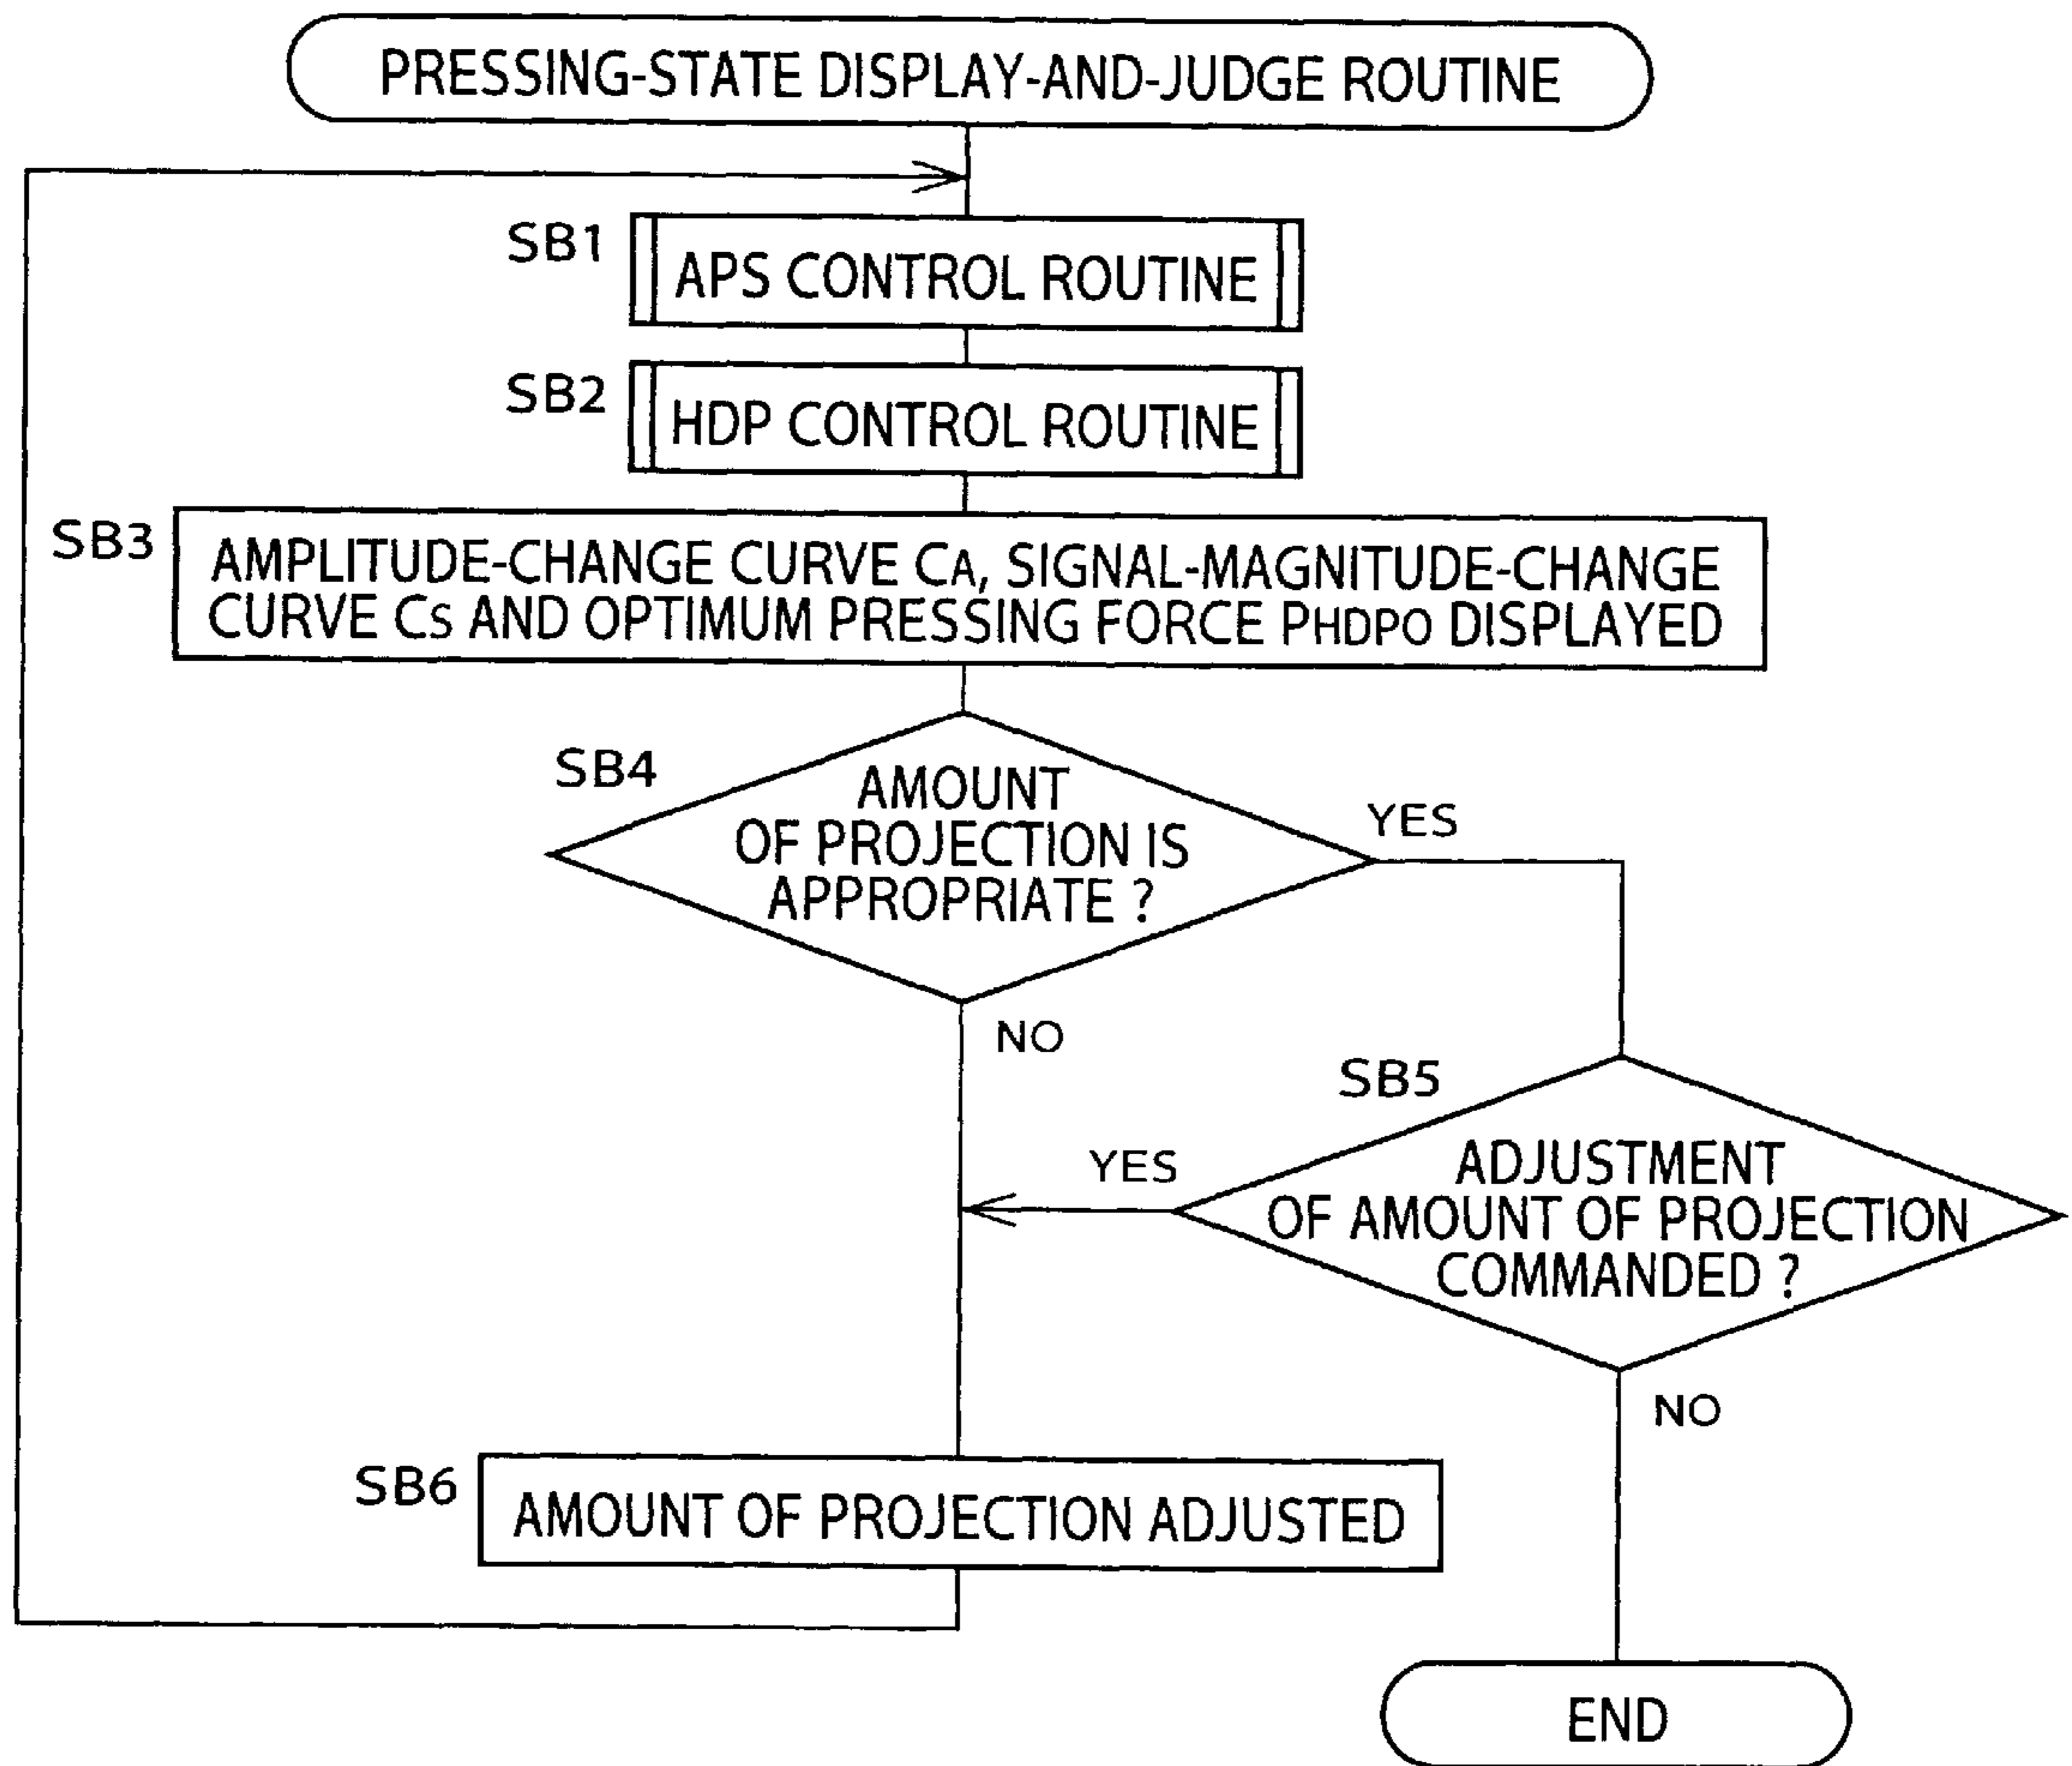 PRESSING-STATE DISPLAY-AND-JUDGE ROUTINE
SB1
APS CONTROL ROUTINE
SB2
HDP CONTROL ROUTINE
SB3
AMPLITUDE-CHANGE CURVE CA, SIGNAL-MAGNITUDE-CHANGE
CURVE CS AND OPTIMUM PRESSING FORCE PHDPO DISPLAYED
SB4
AMOUNT
OF PROJECTION IS
APPROPRIATE ?
YES
NO
SB5
ADJUSTMENT
OF AMOUNT OF PROJECTION
COMMANDED ?
YES
NO
SB6
AMOUNT OF PROJECTION ADJUSTED
END